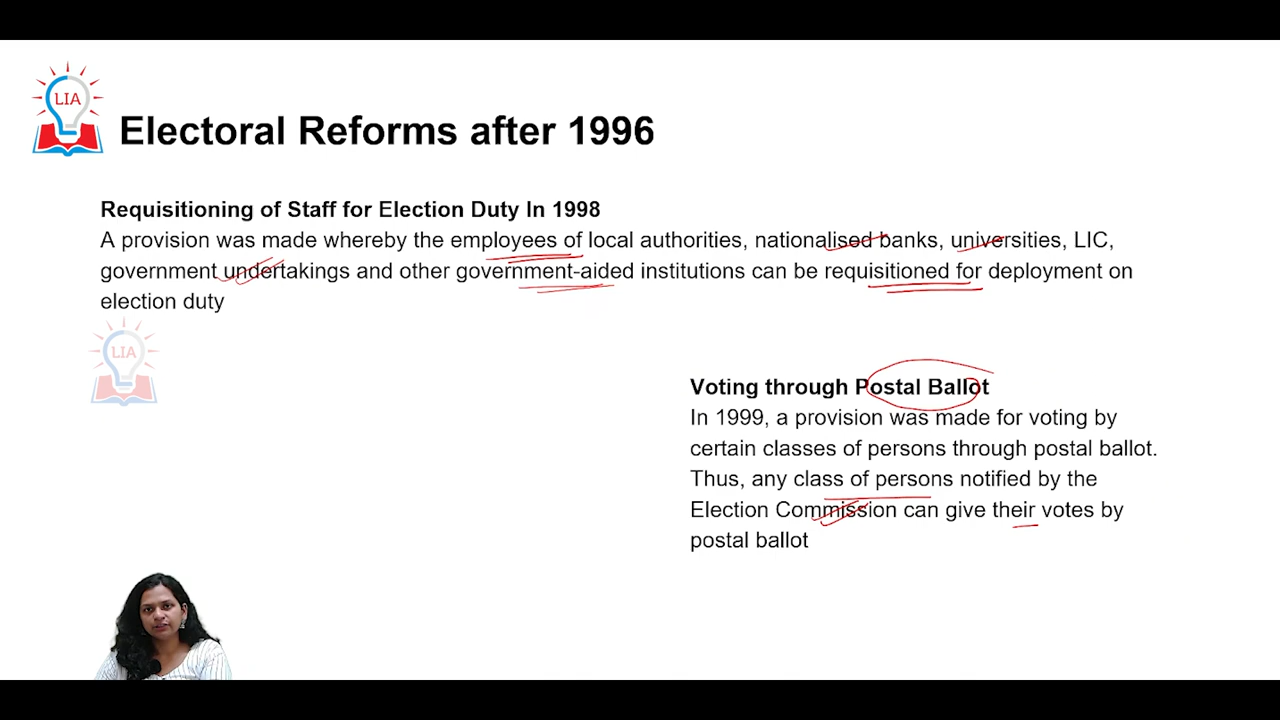 LIA
Electoral Reforms after 1996
Requisitioning of Staff for Election Duty In 1998
A provision was made whereby the employees of local authorities, nationalised banks, universities, LIC,
government undertakings and other government-aided institutions can be requisitioned for deployment on
election duty
LIA
Voting through Postal Ballot
In 1999, a provision was made for voting by
certain classes of persons through postal ballot.
Thus, any class of persons notified by the
Election Commission can give their votes by
postal ballot